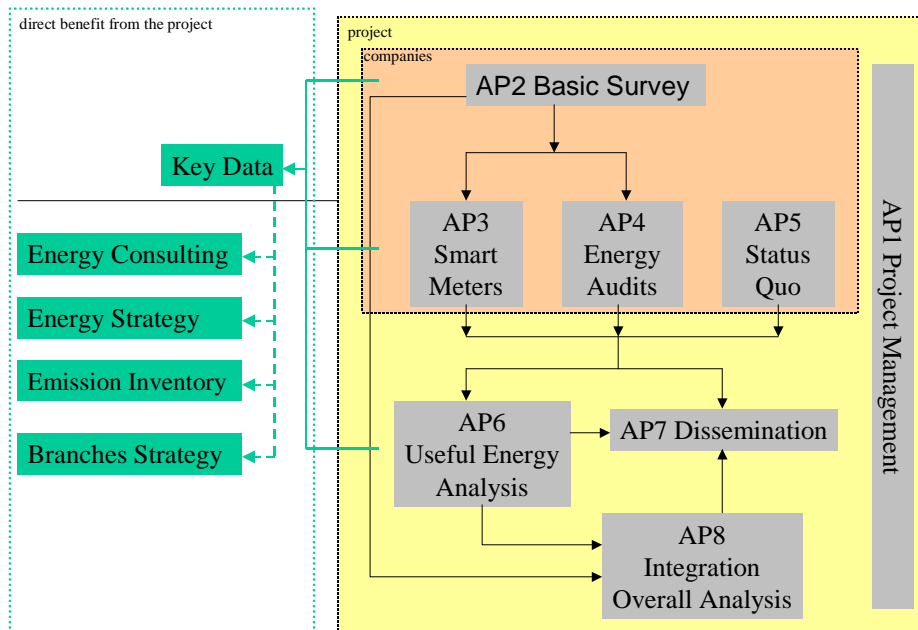 direct benefit from the project
project
companies
AP2 Basic Survey
Key Data
AP3
Smart
Meters
AP4
Energy
Audits
AP5
Status
Quo
AP1 Project Management
Energy Consulting
Energy Strategy
Emission Inventory
Branches Strategy
AP6
Useful Energy
Analysis
AP7 Dissemination
AP8
Integration
Overall Analysis